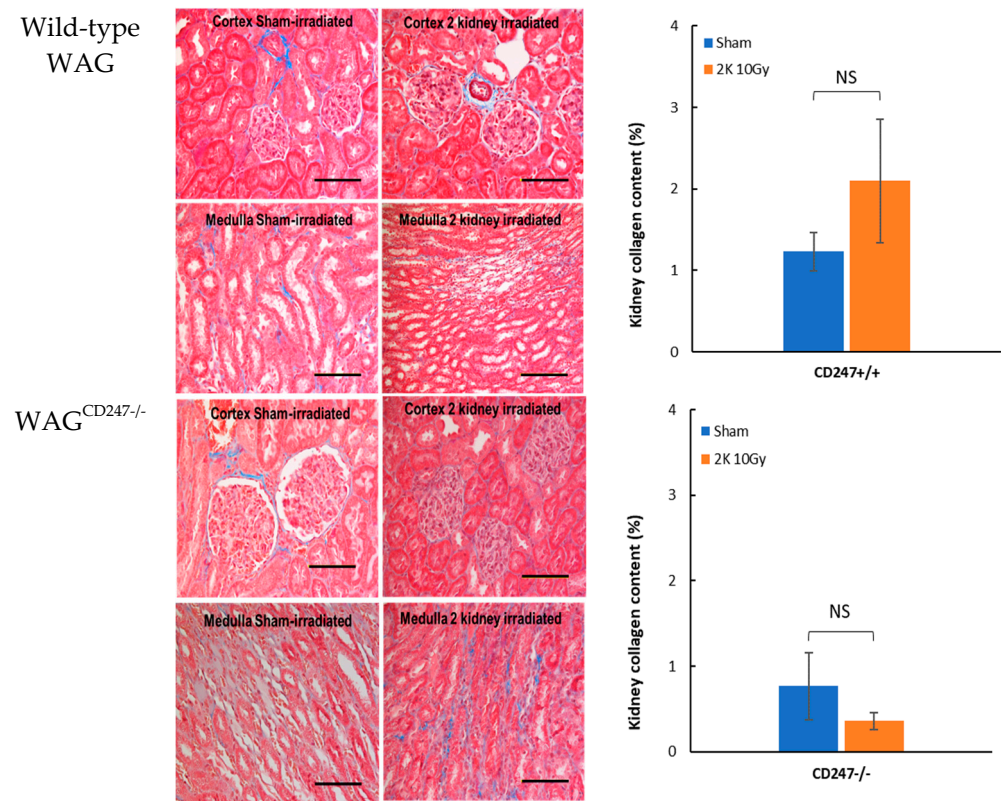 Wild-type
WAG
Cortex Sham-irradiated
Cortex 2 kidney irradiated
Medulla Sham-irradiated
Medulla 2 kidney irradiated
Kidney collagen content (%)
4
3
2
1
0
Sham
2K 10Gy
NS
CD247+/+
WAG^CD247-/-
Cortex Sham-irradiated
Cortex 2 kidney irradiated
Medulla Sham-irradiated
Medulla 2 kidney irradiated
Kidney collagen content (%)
4
3
2
1
0
Sham
2K 10Gy
NS
CD247-/-